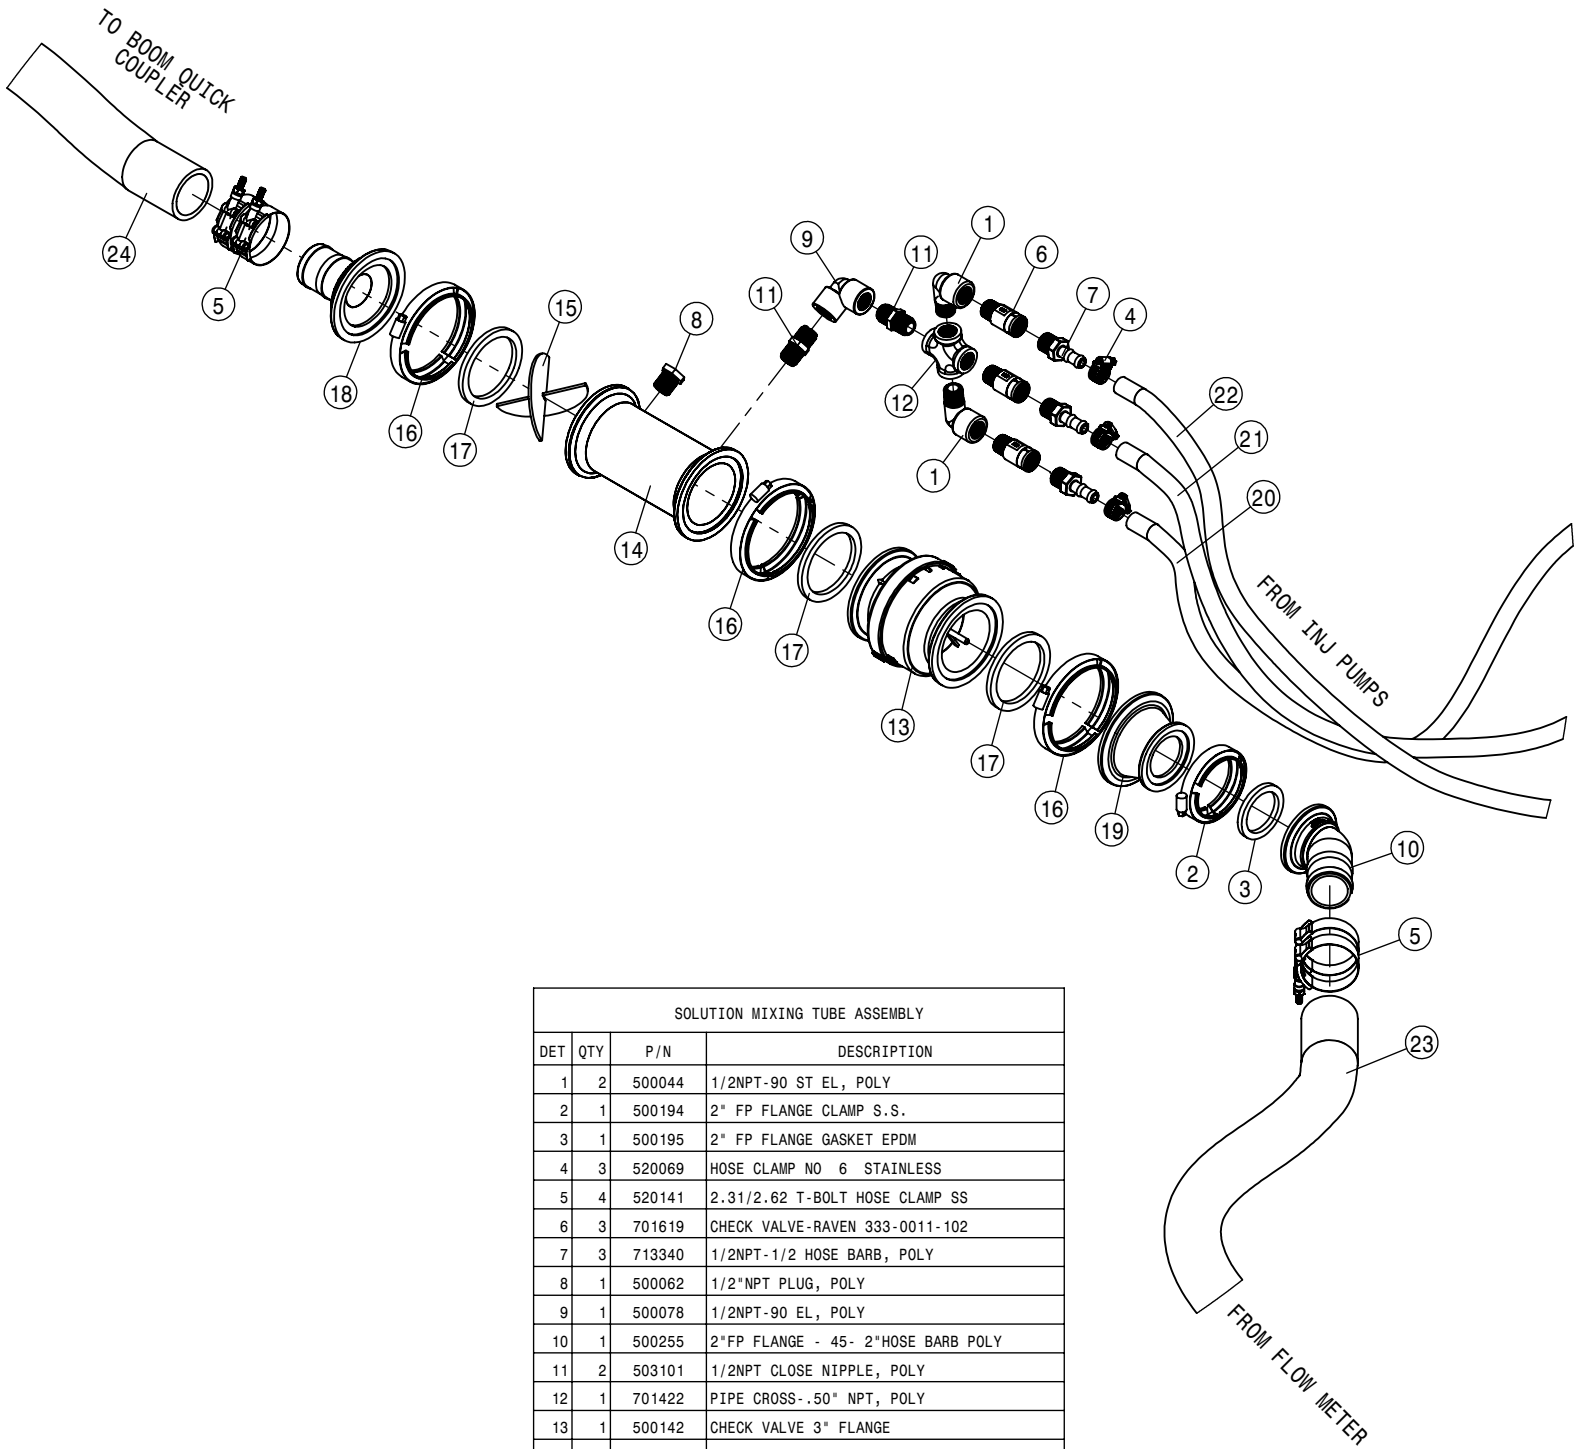 TO BOOM QUICK
COUPLER
24
5
18
16
17
15
8
14
11
9
11
1
6
7
4
12
1
22
21
20
FROM INJ PUMPS
16
17
13
17
16
19
2
3
10
5
23
FROM FLOW METER
SOLUTION MIXING TUBE ASSEMBLY
DET QTY P/N DESCRIPTION
1 2 500044 1/2NPT-90 ST EL, POLY
2 1 500194 2" FP FLANGE CLAMP S.S.
3 1 500195 2" FP FLANGE GASKET EPDM
4 3 520069 HOSE CLAMP NO 6 STAINLESS
5 4 520141 2.31/2.62 T-BOLT HOSE CLAMP SS
6 3 701619 CHECK VALVE-RAVEN 333-0011-102
7 3 713340 1/2NPT-1/2 HOSE BARB, POLY
8 1 500062 1/2"NPT PLUG, POLY
9 1 500078 1/2NPT-90 EL, POLY
10 1 500255 2"FP FLANGE - 45- 2"HOSE BARB POLY
11 2 503101 1/2NPT CLOSE NIPPLE, POLY
12 1 701422 PIPE CROSS-.50" NPT, POLY
13 1 500142 CHECK VALVE 3" FLANGE